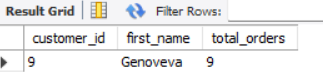 Result Grid Filter Rows:
customer_id first_name total_orders
9 Genoveva 9